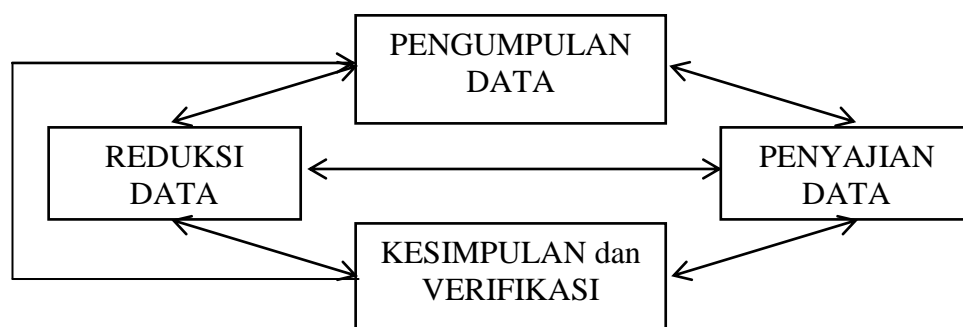 PENGUMPULAN
DATA
REDUKSI
DATA
PENYAJIAN
DATA
KESIMPULAN dan
VERIFIKASI